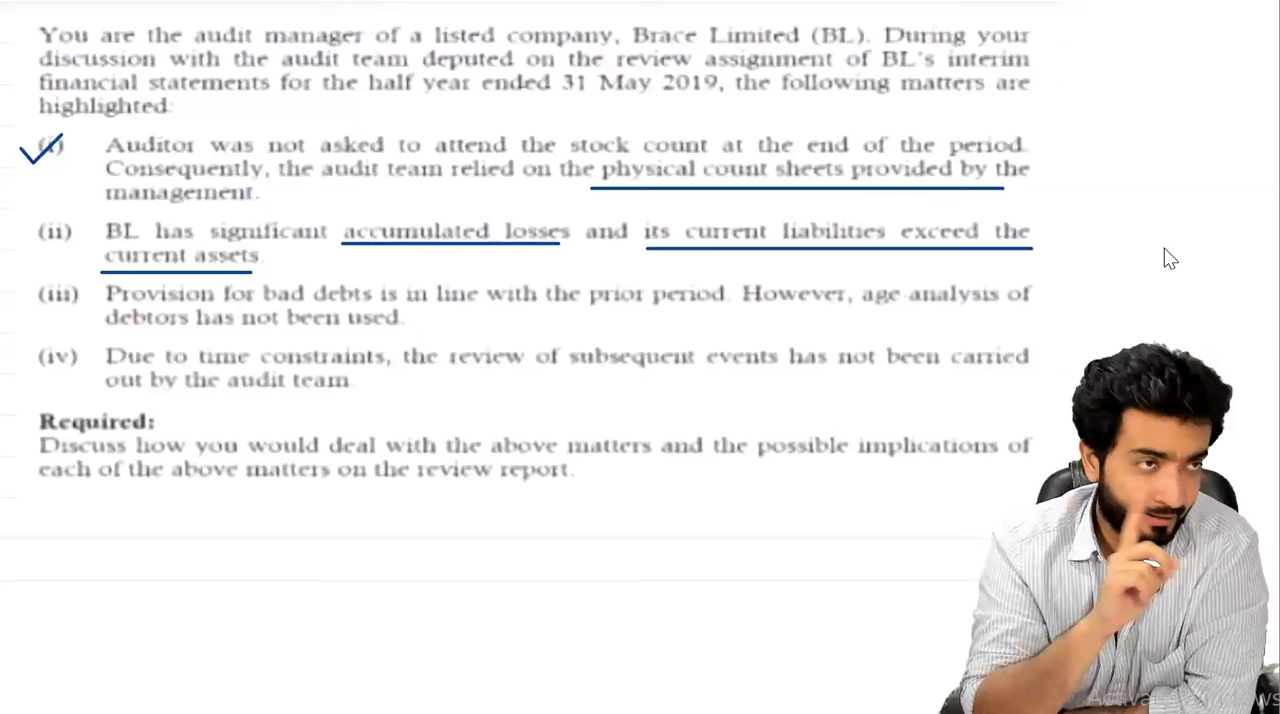 You are the audit manager of a listed company, Brace Limited (BL). During your
discussion with the audit team deputed on the review assignment of BL's interim
financial statements for the half year ended 31 May 2019, the following matters are
highlighted:
(i) Auditor was not asked to attend the stock count at the end of the period.
Consequently, the audit team relied on the physical count sheets provided by the
management.
(ii) BL has significant accumulated losses and its current liabilities exceed the
current assets.
(iii) Provision for bad debts is in line with the prior period. However, age analysis of
debtors has not been used.
(iv) Due to time constraints, the review of subsequent events has not been carried
out by the audit team.
Required:
Discuss how you would deal with the above matters and the possible implications of
each of the above matters on the review report.